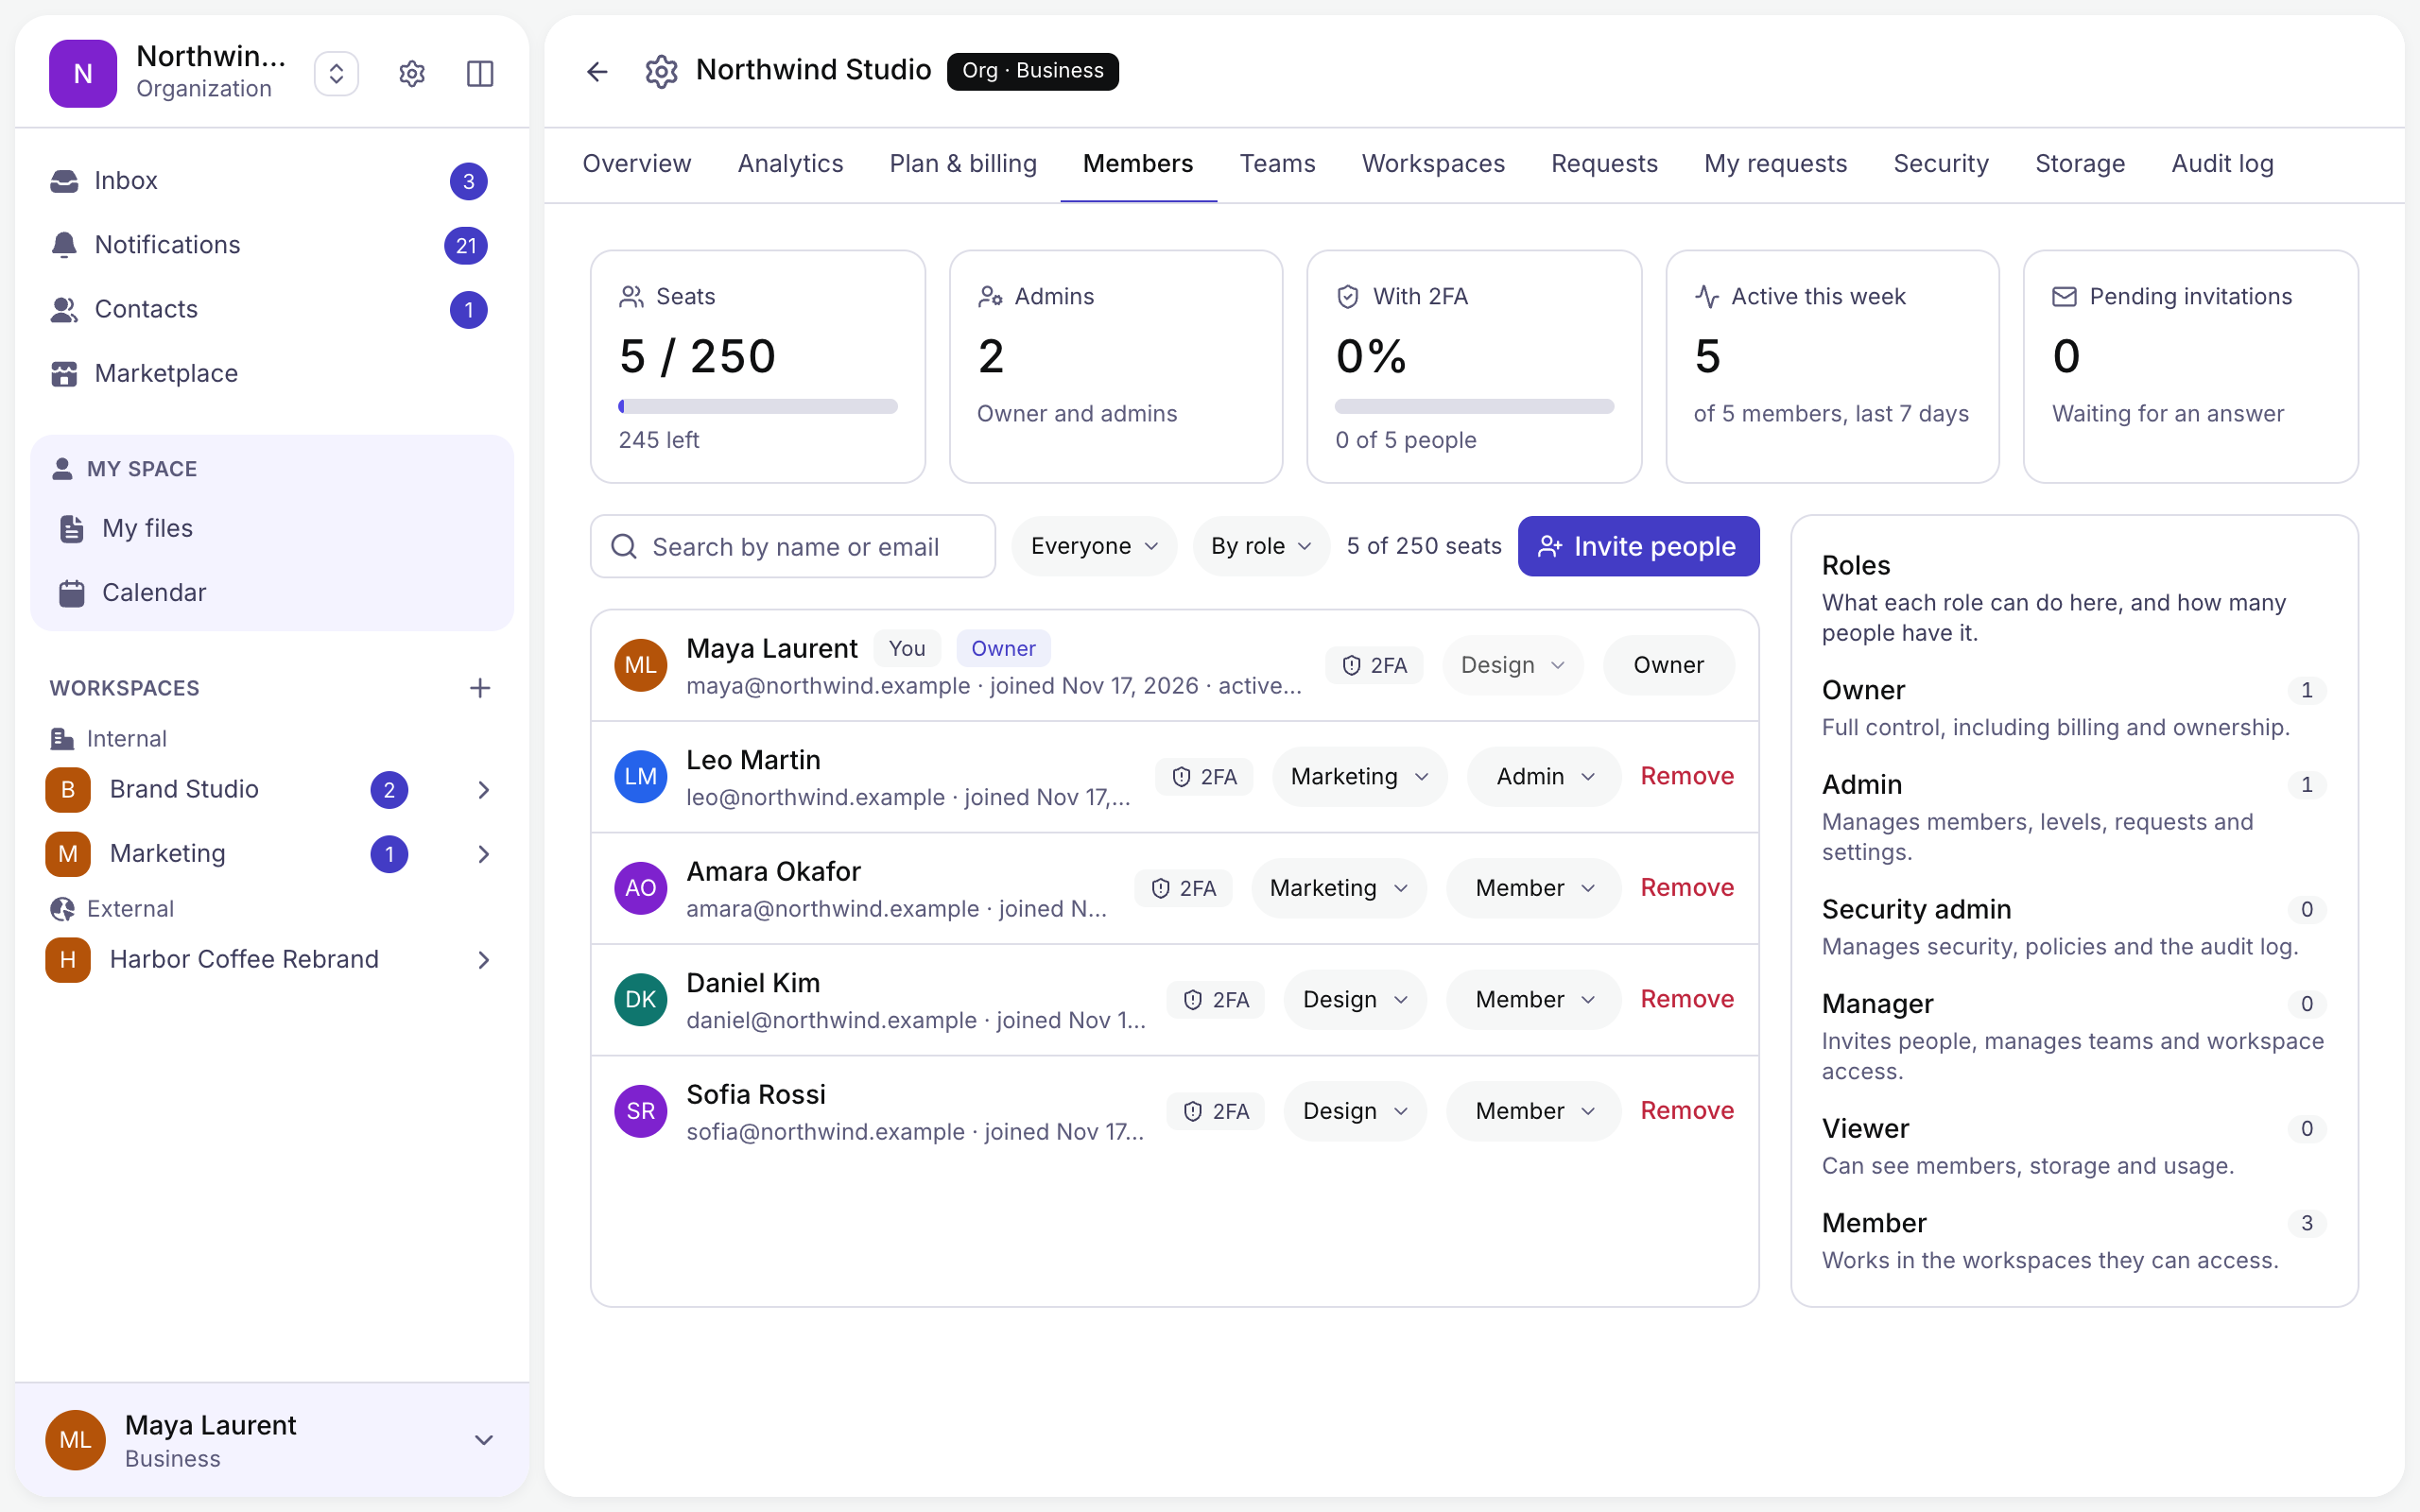 N
Northwin...
Organization
Inbox
3
Notifications
21
Contacts
1
Marketplace
MY SPACE
My files
Calendar
WORKSPACES
Internal
B
Brand Studio
2
M
Marketing
1
External
H
Harbor Coffee Rebrand
ML
Maya Laurent
Business
Northwind Studio
Org · Business
Overview
Analytics
Plan & billing
Members
Teams
Workspaces
Requests
My requests
Security
Storage
Audit log
Seats
5 / 250
245 left
Admins
2
Owner and admins
With 2FA
0%
0 of 5 people
Active this week
5
of 5 members, last 7 days
Pending invitations
0
Waiting for an answer
Search by name or email
Everyone
By role
5 of 250 seats
Invite people
ML
Maya Laurent
You
Owner
maya@northwind.example · joined Nov 17, 2026 · active...
2FA
Design
Owner
LM
Leo Martin
leo@northwind.example · joined Nov 17,...
2FA
Marketing
Admin
Remove
AO
Amara Okafor
amara@northwind.example · joined N...
2FA
Marketing
Member
Remove
DK
Daniel Kim
daniel@northwind.example · joined Nov 1...
2FA
Design
Member
Remove
SR
Sofia Rossi
sofia@northwind.example · joined Nov 17...
2FA
Design
Member
Remove
Roles
What each role can do here, and how many
people have it.
Owner
1
Full control, including billing and ownership.
Admin
1
Manages members, levels, requests and
settings.
Security admin
0
Manages security, policies and the audit log.
Manager
0
Invites people, manages teams and workspace
access.
Viewer
0
Can see members, storage and usage.
Member
3
Works in the workspaces they can access.